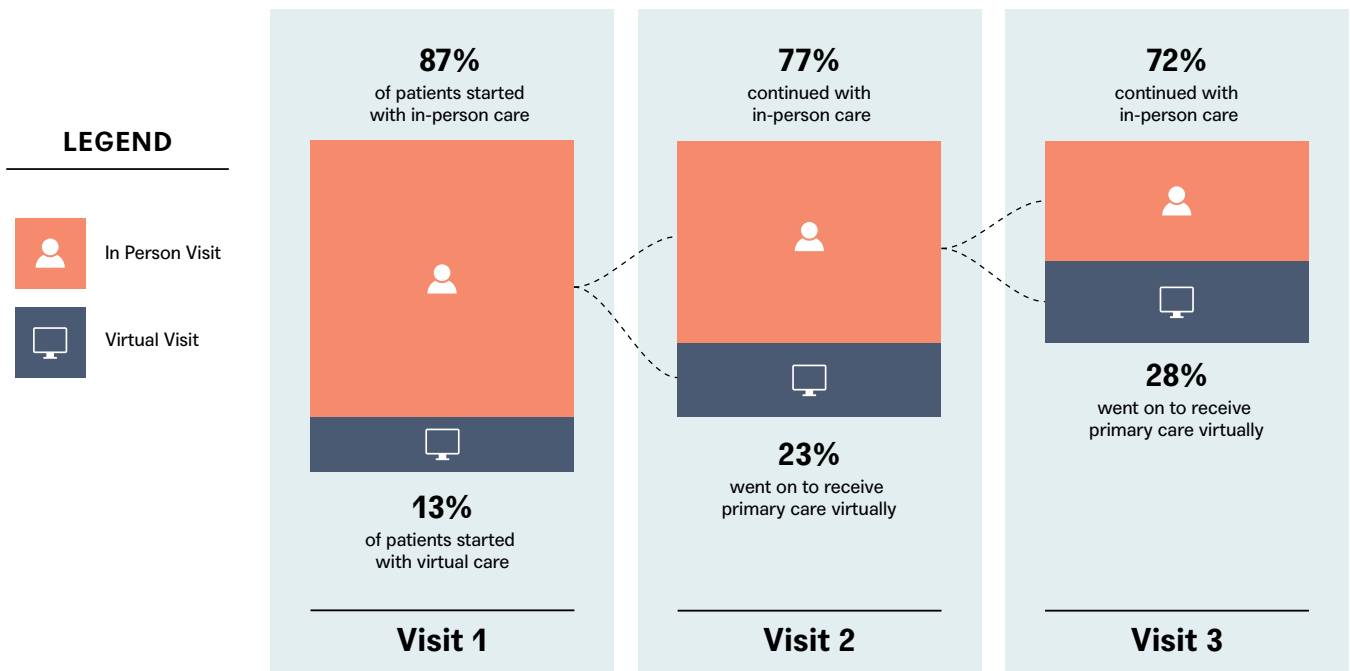 LEGEND
In Person Visit
Virtual Visit
87%
of patients started
with in-person care
13%
of patients started
with virtual care
Visit 1
77%
continued with
in-person care
23%
went on to receive
primary care virtually
Visit 2
72%
continued with
in-person care
28%
went on to receive
primary care virtually
Visit 3